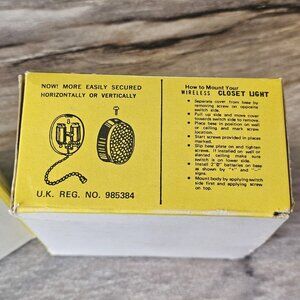 NOW! MORE EASILY SECURED
HORIZONTALLY OR VERTICALLY
U.K. REG. NO. 985384
How to Mount Your
WIRELESS CLOSET LIGHT
• Seperate cover from base by
removing screw on opposite
switch side.
• Pull up side and move cover
towards switch side to remove.
• Place base in position on wall
or ceiling and mark screw
location.
• Start screws provided in places
marked.
• Slip base plate on and tighten
screws. If installed on wall or
slanted ceiling make sure
switch is on lower side.
• Install 2 "D" batteries on base
as shown by "+" and "−"
signs.
• Mount body by applying switch
side first and applying screw
on top.